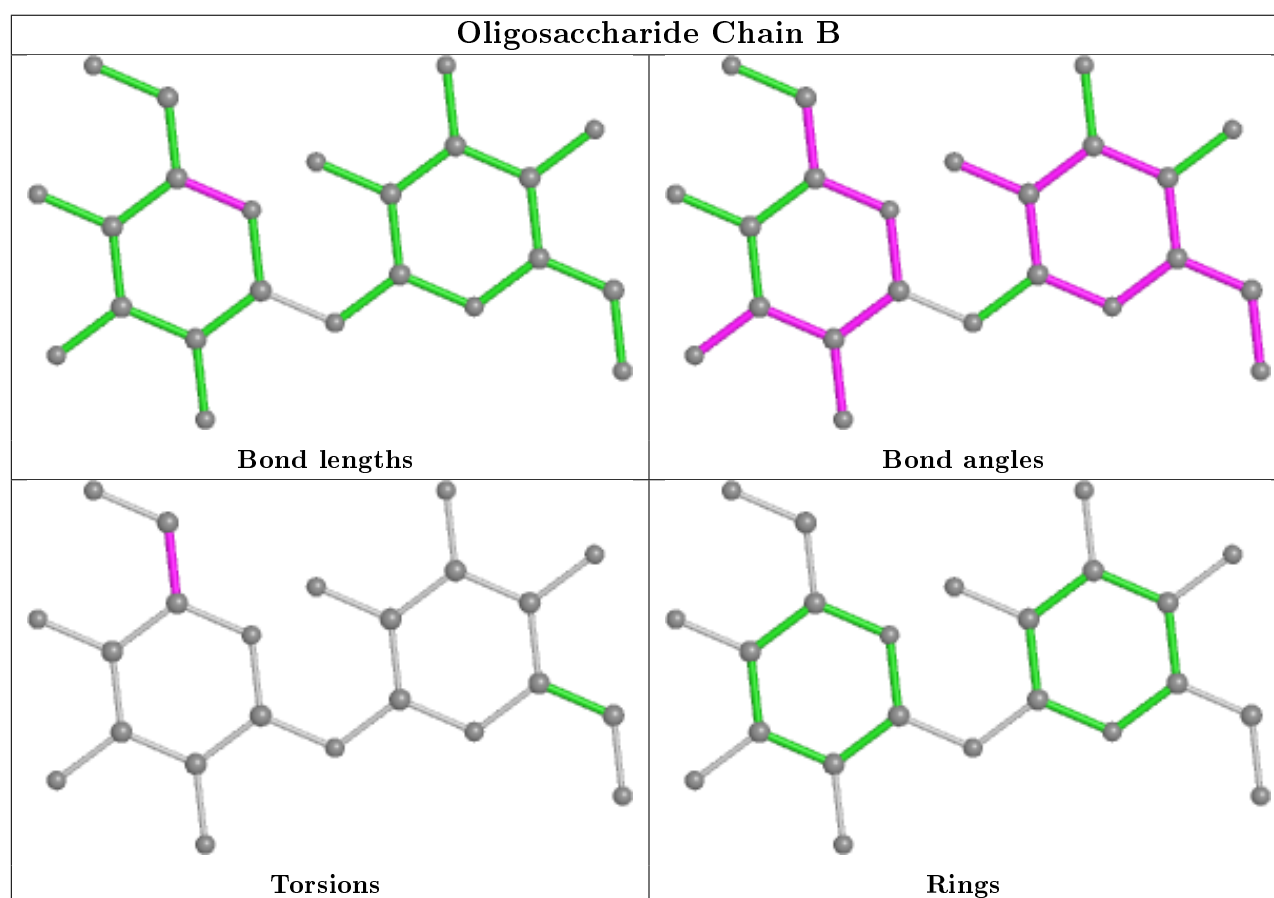 Oligosaccharide Chain B
Bond lengths
Bond angles
Torsions
Rings